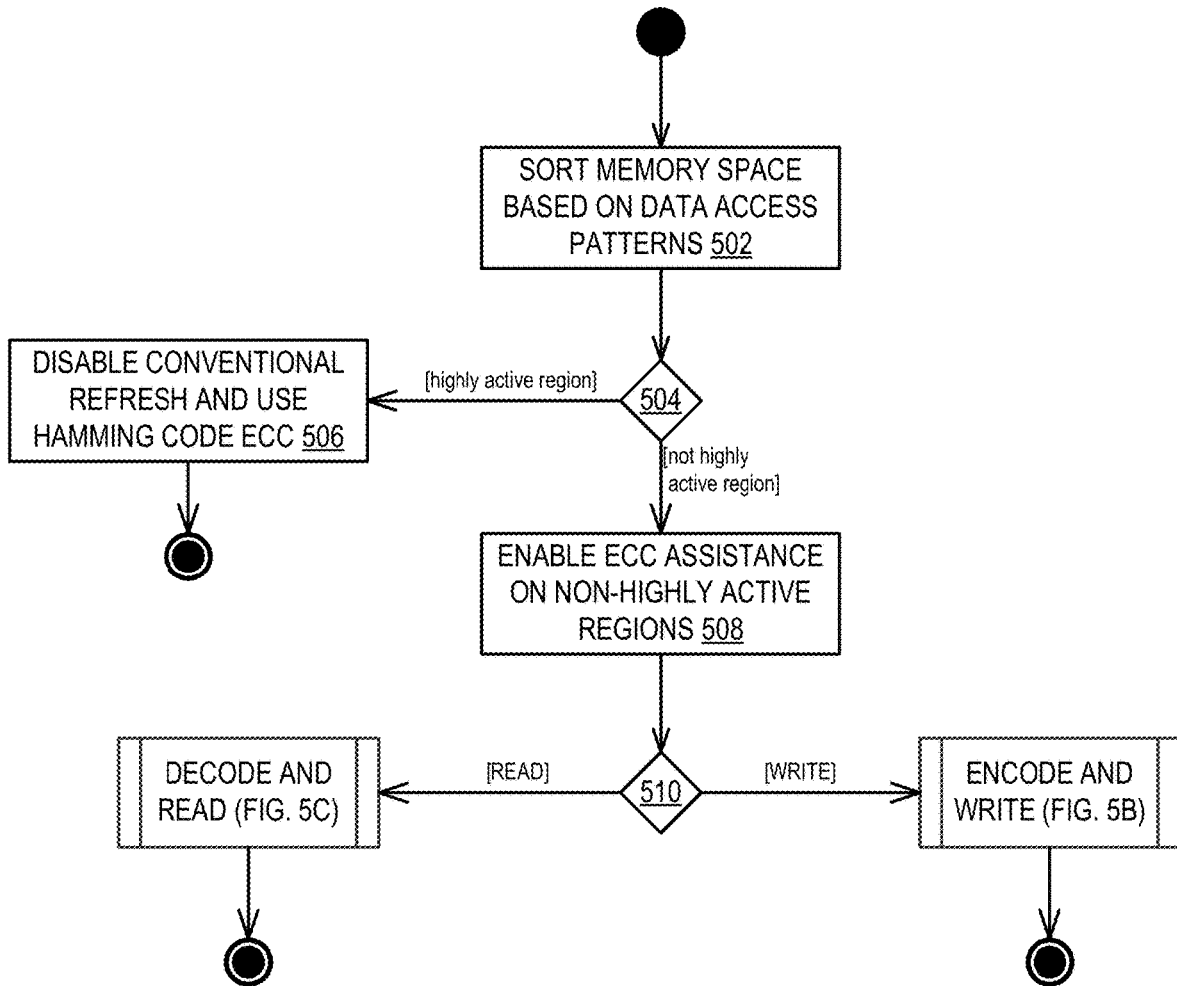 SORT MEMORY SPACE
BASED ON DATA ACCESS
PATTERNS 502
DISABLE CONVENTIONAL
REFRESH AND USE
HAMMING CODE ECC 506
[highly active region]
504
[not highly
active region]
ENABLE ECC ASSISTANCE
ON NON-HIGHLY ACTIVE
REGIONS 508
DECODE AND
READ (FIG. 5C)
[READ]
510
[WRITE]
ENCODE AND
WRITE (FIG. 5B)